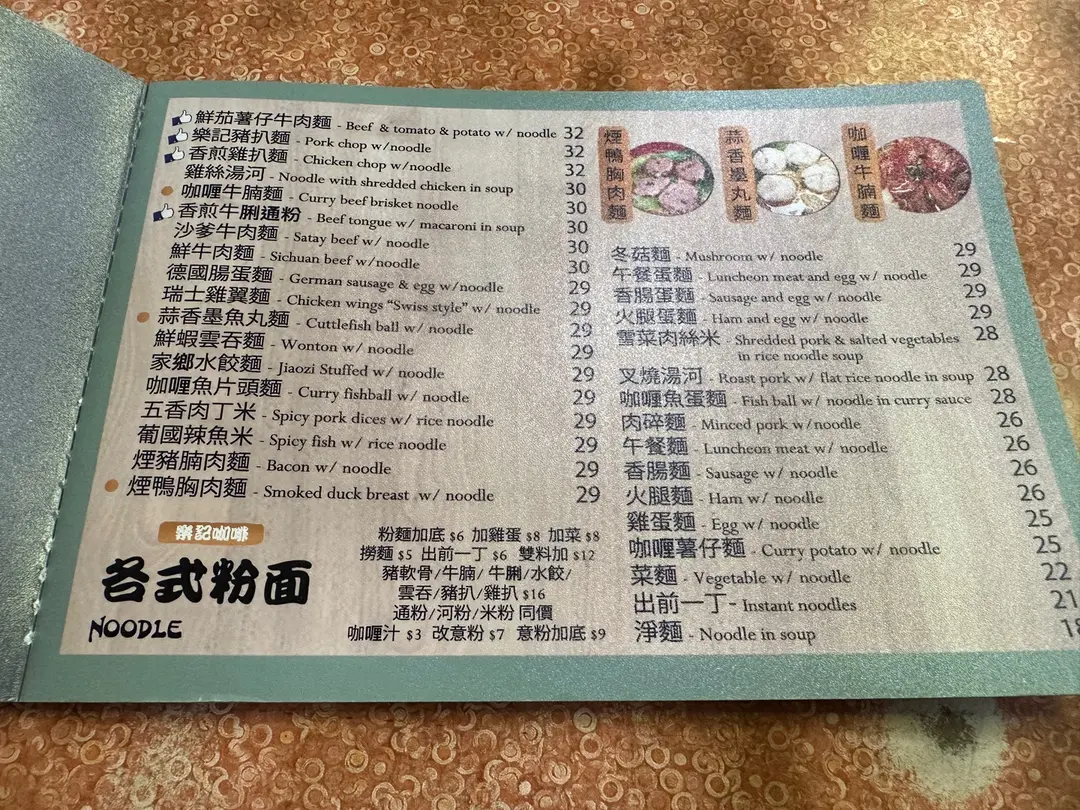 鮮茄薯仔牛肉麵 - Beef & tomato & potato w/ noodle 32
樂記豬扒麵 - Pork chop w/noodle 32
香煎雞扒麵 - Chicken chop w/noodle 32
雞絲湯河 - Noodle with shredded chicken in soup 30
咖喱牛腩麵 - Curry beef brisket noodle 30
香煎牛脷通粉 - Beef tongue w/ macaroni in soup 30
沙爹牛肉麵 - Satay beef w/ noodle 30
鮮牛肉麵 - Sichuan beef w/noodle 30
德國腸蛋麵 - German sausage & egg w/noodle 29
瑞士雞翼麵 - Chicken wings “Swiss style” w/ noodle 29
蒜香墨魚丸麵 - Cuttlefish ball w/ noodle 29
鮮蝦雲吞麵 - Wonton w/ noodle 29
家鄉水餃麵 - Jiaozi Stuffed w/ noodle 29
咖喱魚片頭麵 - Curry fishball w/ noodle 29
五香肉丁米 - Spicy pork dices w/ rice noodle 29
葡國辣魚米 - Spicy fish w/ rice noodle 29
煙豬腩肉麵 - Bacon w/ noodle 29
煙鴨胸肉麵 - Smoked duck breast w/ noodle 29
樂記咖啡
各式粉面
NOODLE
粉麵加底 $6 加雞蛋 $8 加菜 $8
撈麵 $5 出前一丁 $6 雙料加 $12
豬軟骨/牛腩/牛脷/水餃/
雲吞/豬扒/雞扒 $16
通粉/河粉/米粉 同價
咖喱汁 $3 改意粉 $7 意粉加底 $9
煙鴨胸肉麵
蒜香墨丸麵
咖喱牛腩麵
冬菇麵 - Mushroom w/ noodle 29
午餐蛋麵 - Luncheon meat and egg w/ noodle 29
香腸蛋麵 - Sausage and egg w/ noodle 29
火腿蛋麵 - Ham and egg w/ noodle 29
雪菜肉絲米 - Shredded pork & salted vegetables 28
in rice noodle soup
叉燒湯河 - Roast pork w/ flat rice noodle in soup 28
咖喱魚蛋麵 - Fish ball w/ noodle in curry sauce 28
肉碎麵 - Minced pork w/noodle 26
午餐麵 - Luncheon meat w/ noodle 26
香腸麵 - Sausage w/ noodle 26
火腿麵 - Ham w/ noodle 26
雞蛋麵 - Egg w/ noodle 25
咖喱薯仔麵 - Curry potato w/ noodle 25
菜麵 - Vegetable w/ noodle 22
出前一丁 - Instant noodles 21
淨麵 - Noodle in soup 18